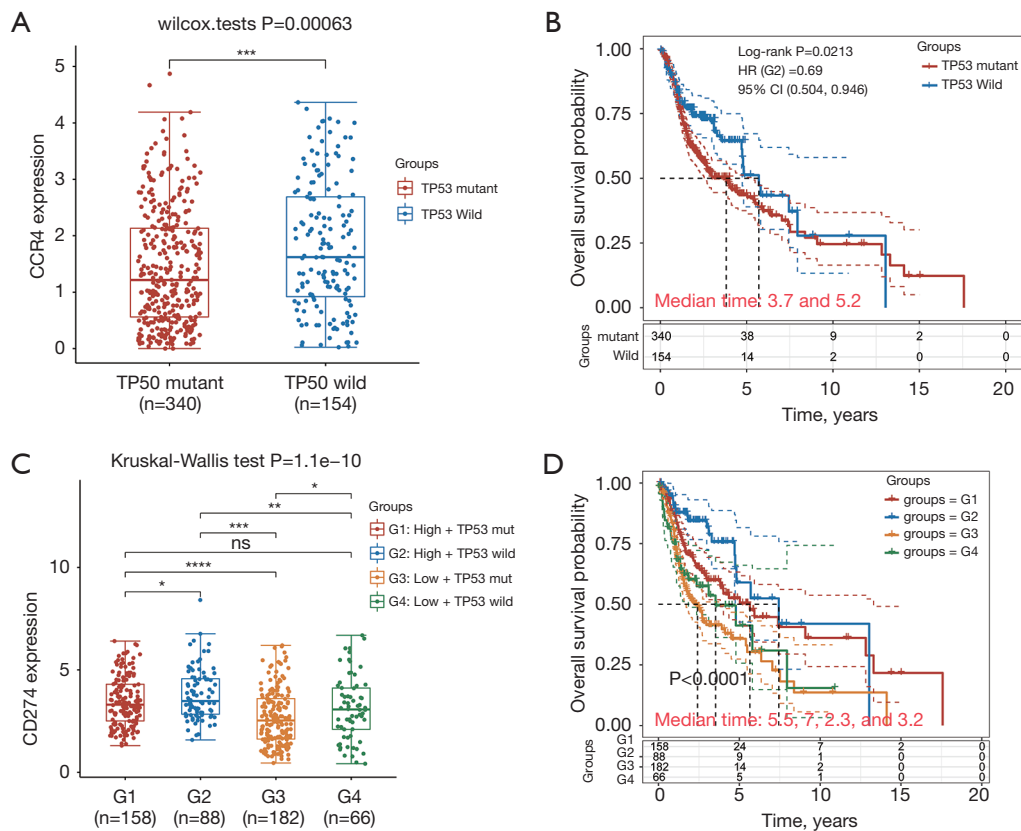 A
wilcox.tests P=0.00063
***
5
4
3
2
1
0
CCR4 expression
TP50 mutant
(n=340)
TP50 wild
(n=154)
Groups
TP53 mutant
TP53 Wild
B
1.00
0.75
0.50
0.25
0.00
Overall survival probability
Log-rank P=0.0213
HR (G2) =0.69
95% CI (0.504, 0.946)
Groups
TP53 mutant
TP53 Wild
Median time: 3.7 and 5.2
Groups
mutant 340 38 9 2 0
Wild 154 14 2 0 0
0 5 10 15 20
Time, years
C
Kruskal-Wallis test P=1.1e−10
*
**
***
ns
****
*
10
5
0
CD274 expression
G1 G2 G3 G4
(n=158) (n=88) (n=182) (n=66)
Groups
G1: High + TP53 mut
G2: High + TP53 wild
G3: Low + TP53 mut
G4: Low + TP53 wild
D
1.00
0.75
0.50
0.25
0.00
Overall survival probability
Groups
groups = G1
groups = G2
groups = G3
groups = G4
P<0.0001
Median time: 5.5, 7, 2.3, and 3.2
Groups
G1 158 24 7 2 0
G2 88 9 1 0 0
G3 182 14 2 0 0
G4 66 5 1 0 0
0 5 10 15 20
Time, years